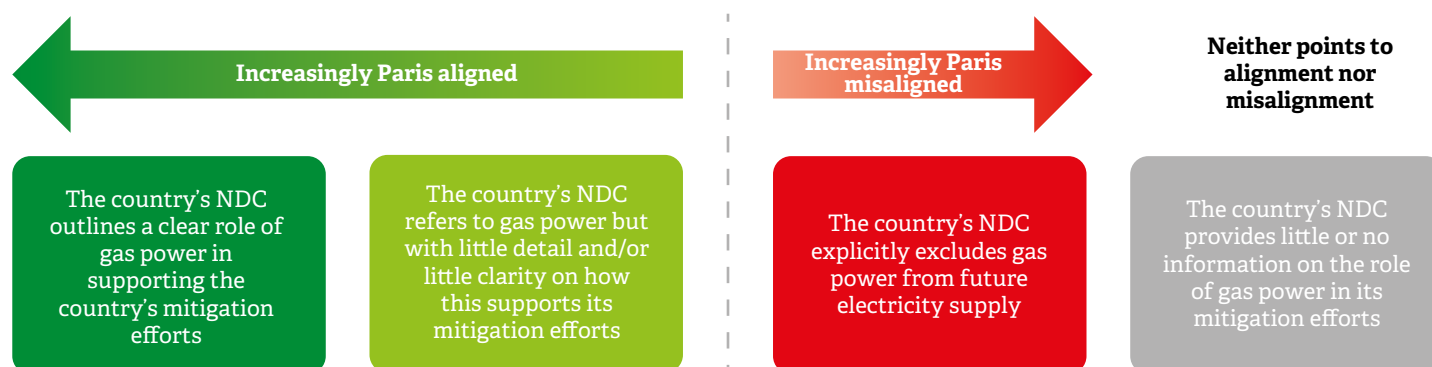 Increasingly Paris aligned
Increasingly Paris
misaligned
Neither points to
alignment nor
misalignment
The country’s NDC
outlines a clear role of
gas power in
supporting the
country’s mitigation
efforts
The country’s NDC
refers to gas power but
with little detail and/or
little clarity on how
this supports its
mitigation efforts
The country’s NDC
explicitly excludes gas
power from future
electricity supply
The country’s NDC
provides little or no
information on the role
of gas power in its
mitigation efforts